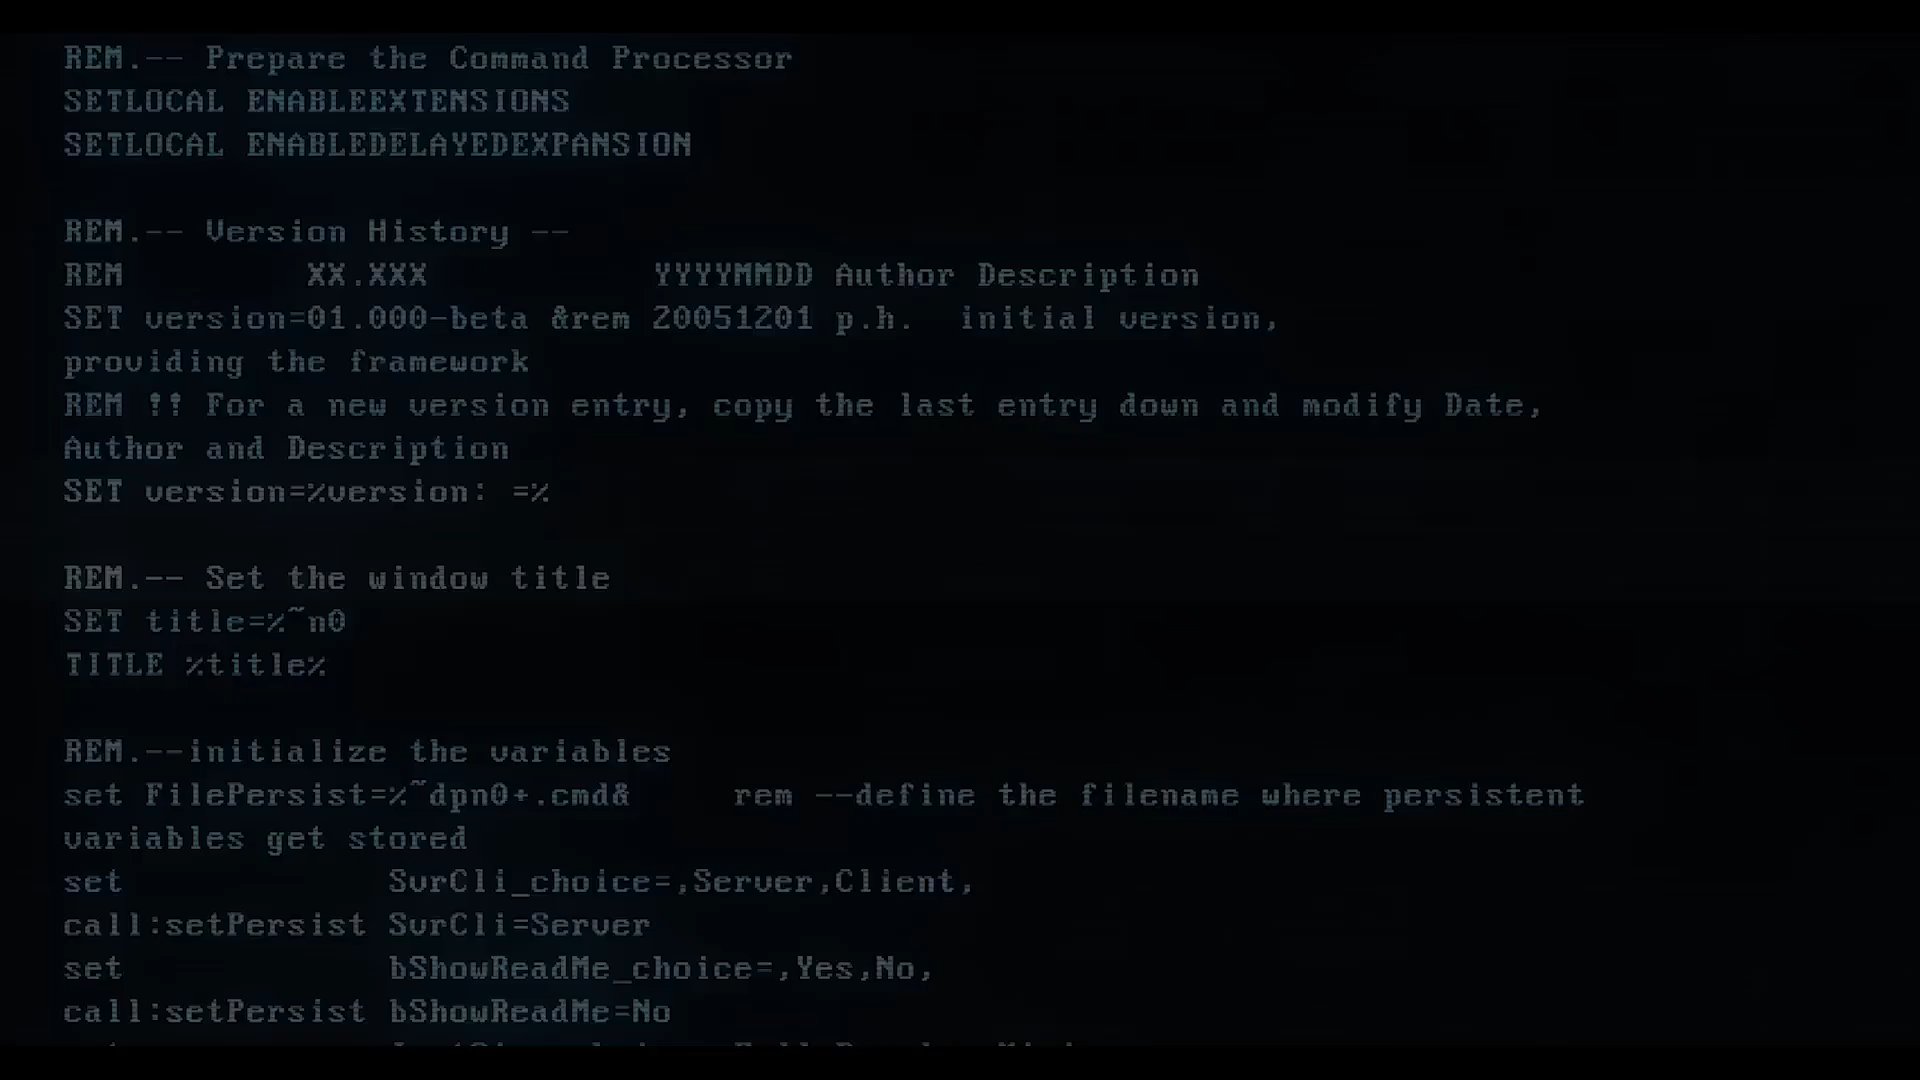 REM.-- Prepare the Command Processor
SETLOCAL ENABLEEXTENSIONS
SETLOCAL ENABLEDELAYEDEXPANSION
REM.-- Version History --
REM         XX.XXX           YYYYMMDD Author Description
SET version=01.000-beta &rem 20051201 p.h.  initial version,
providing the framework
REM !! For a new version entry, copy the last entry down and modify Date,
Author and Description
SET version=%version: =%
REM.-- Set the window title
SET title=%~n0
TITLE %title%
REM.--initialize the variables
set FilePersist=%~dpn0+.cmd&     rem --define the filename where persistent
variables get stored
set             SvrCli_choice=,Server,Client,
call:setPersist SvrCli=Server
set             bShowReadMe_choice=,Yes,No,
call:setPersist bShowReadMe=No